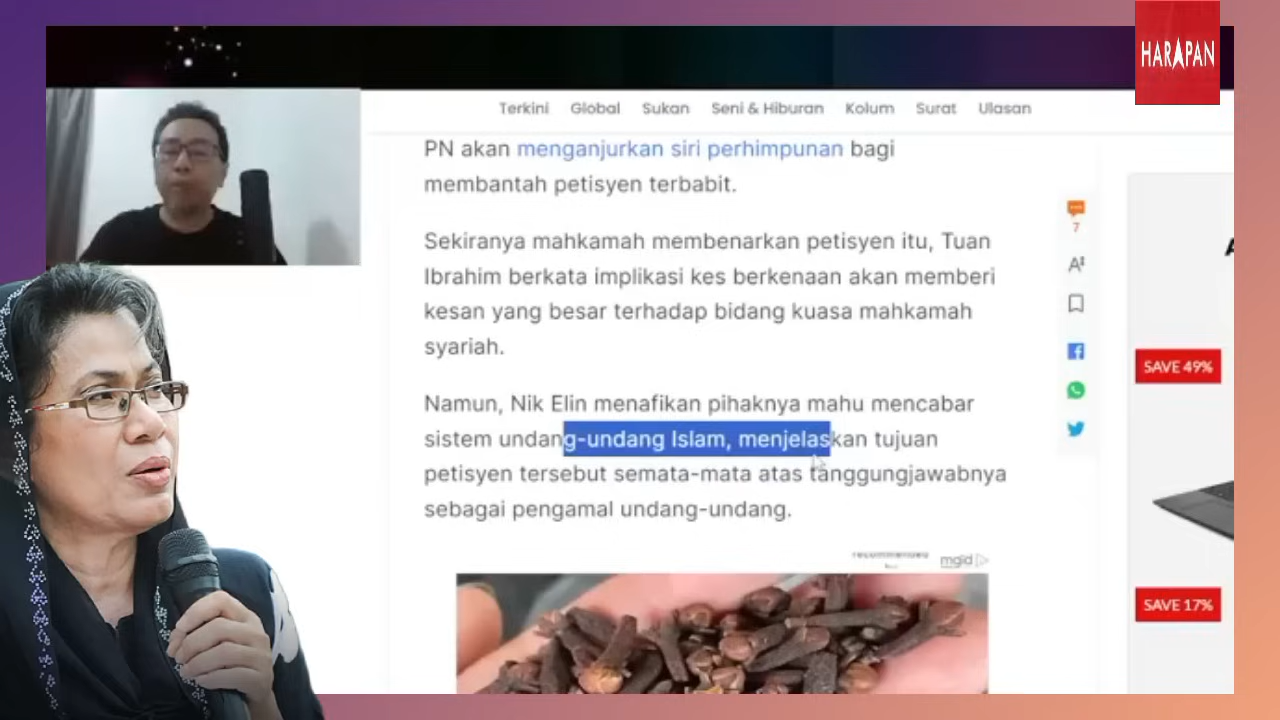 HARAPAN
Terkini Global Sukan Seni & Hiburan Kolum Surat Ulasan
PN akan menganjurkan siri perhimpunan bagi
membantah petisyen terbabit.
7
Sekiranya mahkamah membenarkan petisyen itu, Tuan
Ibrahim berkata implikasi kes berkenaan akan memberi
kesan yang besar terhadap bidang kuasa mahkamah
syariah.
Namun, Nik Elin menafikan pihaknya mahu mencabar
sistem undang-undang Islam, menjelaskan tujuan
petisyen tersebut semata-mata atas tanggungjawabnya
sebagai pengamal undang-undang.
mgid
A
SAVE 49%
SAVE 17%